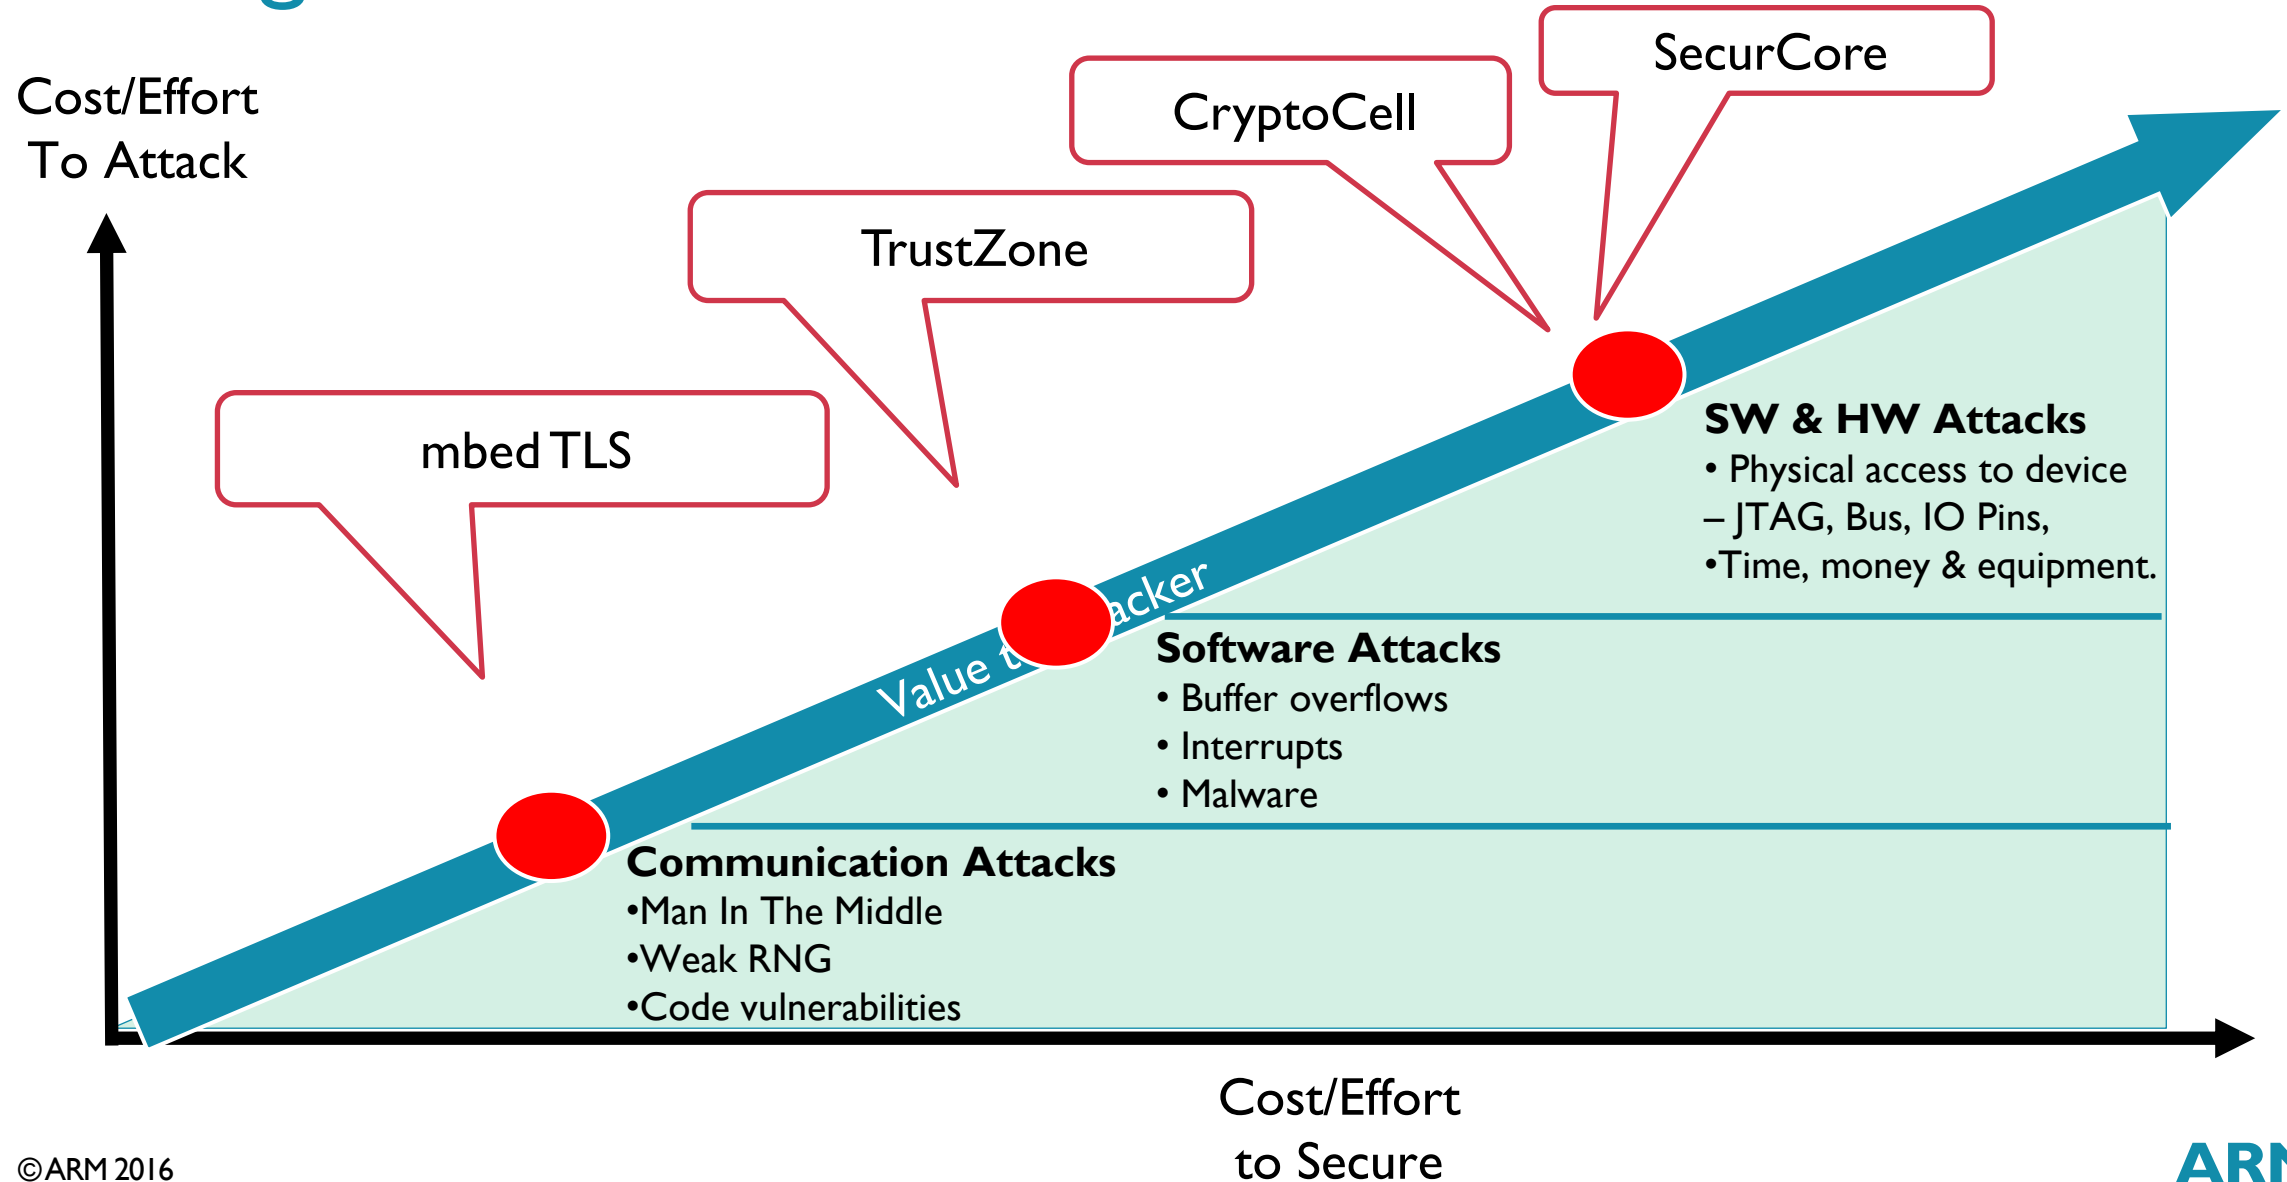 Cost/Effort
To Attack
SecurCore
CryptoCell
TrustZone
mbed TLS
SW & HW Attacks
• Physical access to device
– JTAG, Bus, IO Pins,
•Time, money & equipment.
Value
Software Attacks
• Buffer overflows
• Interrupts
• Malware
Communication Attacks
•Man In The Middle
•Weak RNG
•Code vulnerabilities
Cost/Effort
to Secure
©ARM 2016